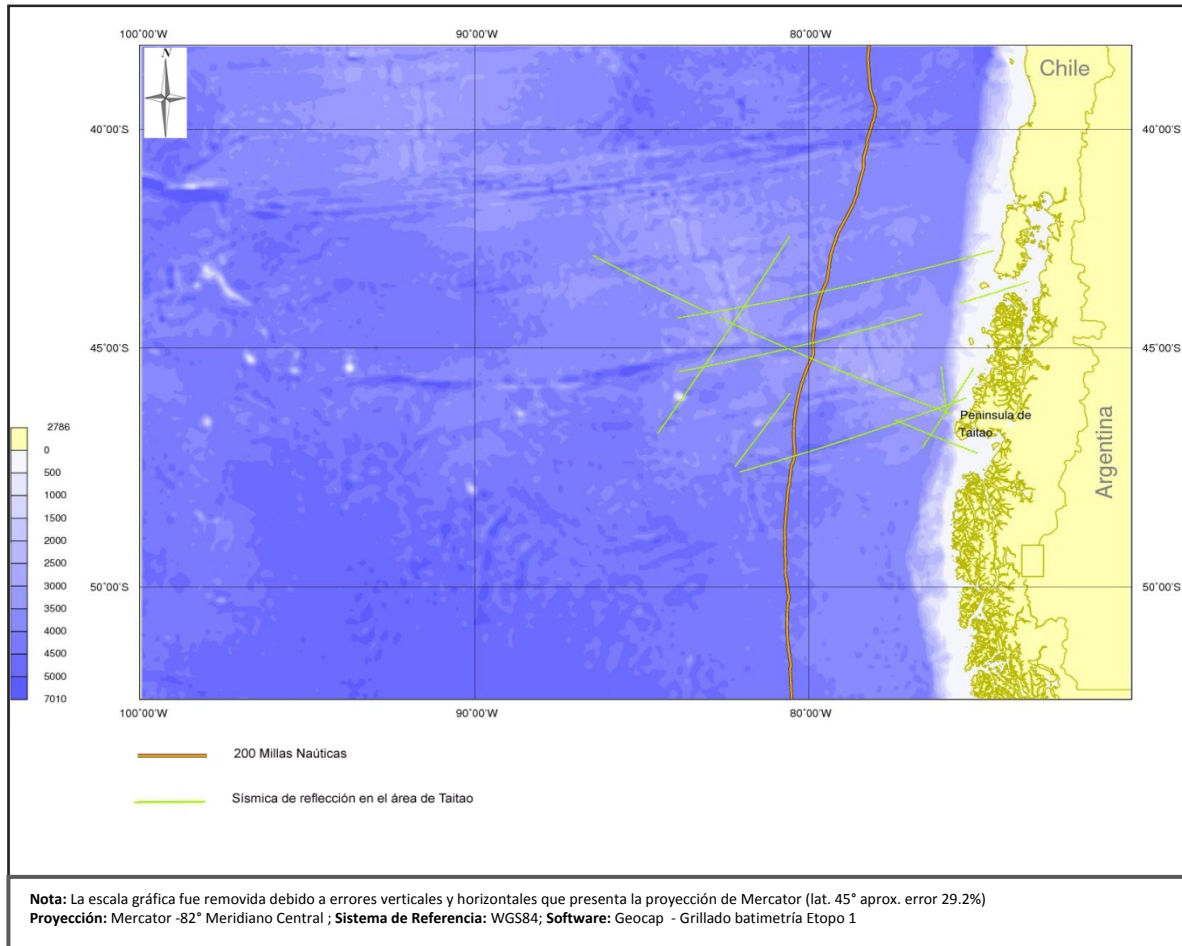 100°00'W 90°00'W 80°00'W
N
Chile
40°00'S 40°00'S
45°00'S 45°00'S
Peninsula de
Taitao
Argentina
2786
0
500
1000
1500
2000
2500
3000
3500
4000
4500
5000
7010
50°00'S 50°00'S
100°00'W 90°00'W 80°00'W
200 Millas Naúticas
Sísmica de reflección en el área de Taitao
Nota: La escala gráfica fue removida debido a errores verticales y horizontales que presenta la proyección de Mercator (lat. 45° aprox. error 29.2%)
Proyección: Mercator -82° Meridiano Central ; Sistema de Referencia: WGS84; Software: Geocap - Grillado batimetría Etopo 1